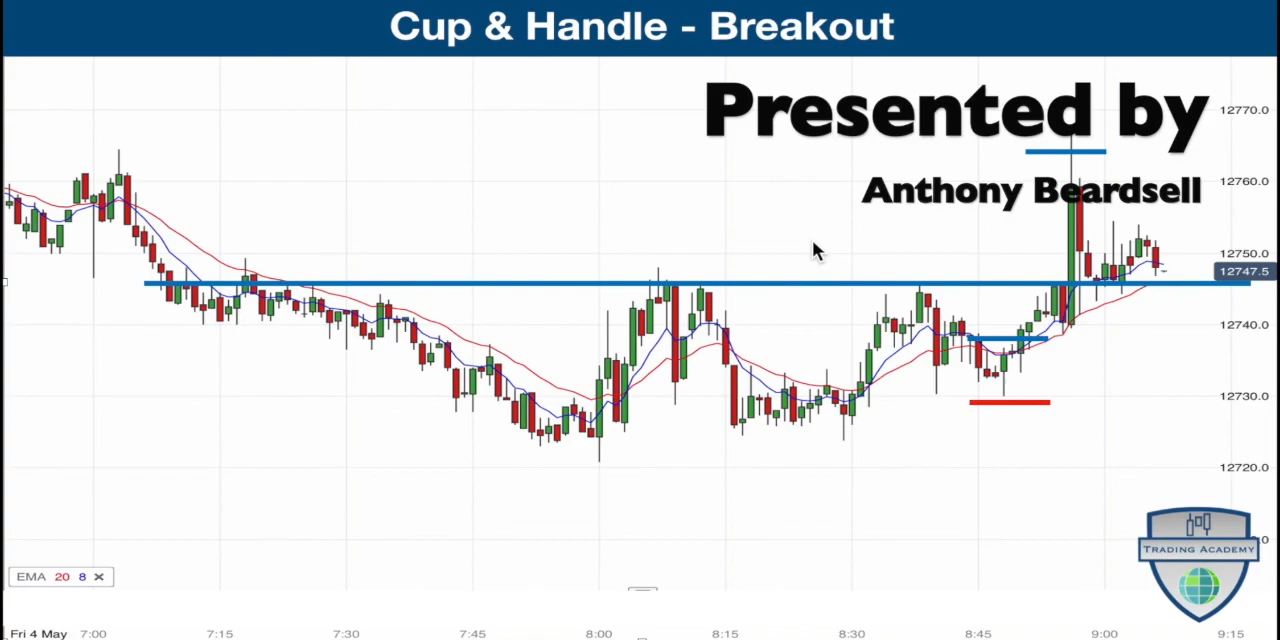 Cup & Handle - Breakout
Presented by
Anthony Beardsell
12770.0
12760.0
12750.0
12747.5
12740.0
12730.0
12720.0
TRADING ACADEMY
EMA 20 8
Fri 4 May 7:00 7:15 7:30 7:45 8:00 8:15 8:30 8:45 9:00 9:15